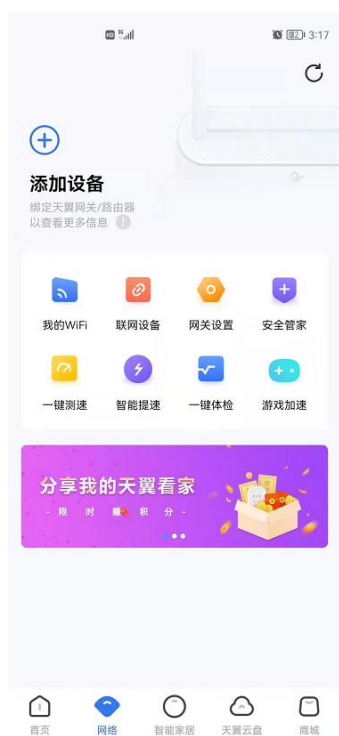 HD 5G 82 3:17
添加设备
绑定天翼网关/路由器
以查看更多信息
我的WiFi 联网设备 网关设置 安全管家
一键测速 智能提速 一键体检 游戏加速
分享我的天翼看家
- 限 时 赚 积 分 -
首页 网络 智能家居 天翼云盘 商城